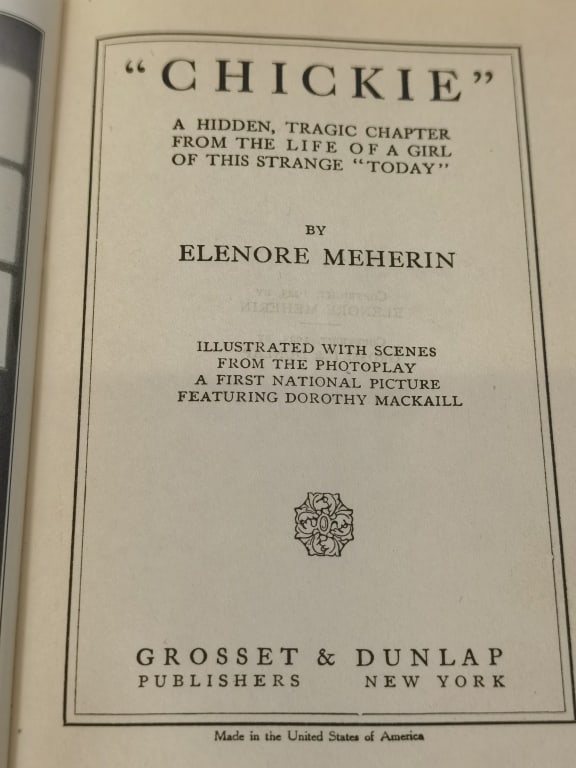 "CHICKIE"
A HIDDEN, TRAGIC CHAPTER
FROM THE LIFE OF A GIRL
OF THIS STRANGE "TODAY"
BY
ELENORE MEHERIN
ILLUSTRATED WITH SCENES
FROM THE PHOTOPLAY
A FIRST NATIONAL PICTURE
FEATURING DOROTHY MACKAILL
GROSSET & DUNLAP
PUBLISHERS NEW YORK
Made in the United States of America